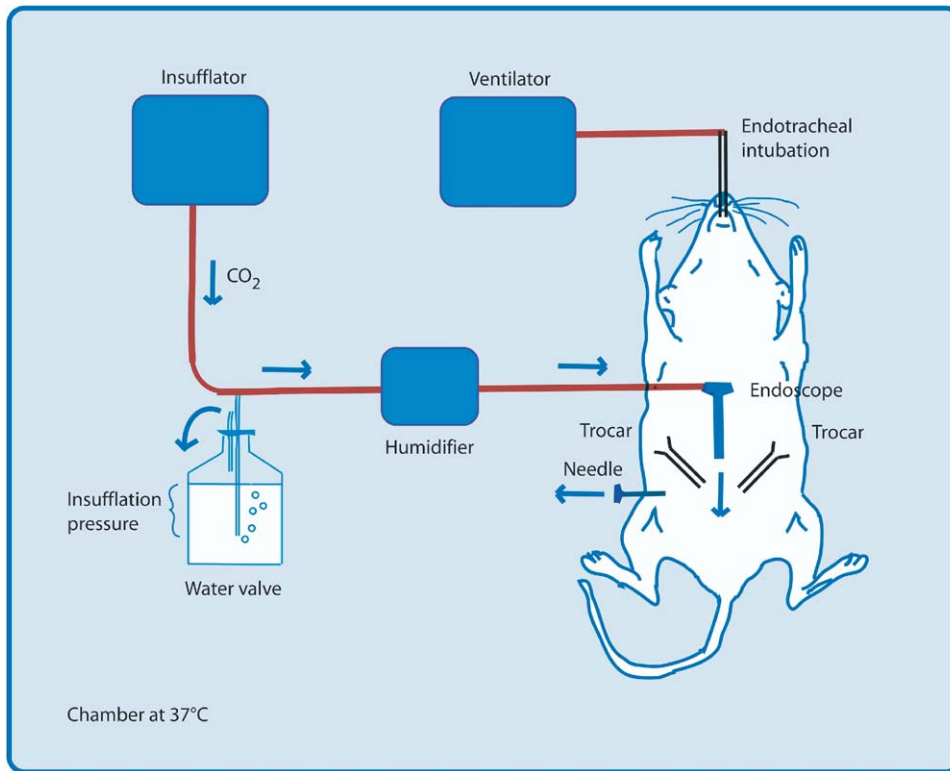 Insufflator
Ventilator
Endotracheal
intubation
CO₂
Endoscope
Humidifier
Trocar
Trocar
Needle
Insufflation
pressure
Water valve
Chamber at 37°C